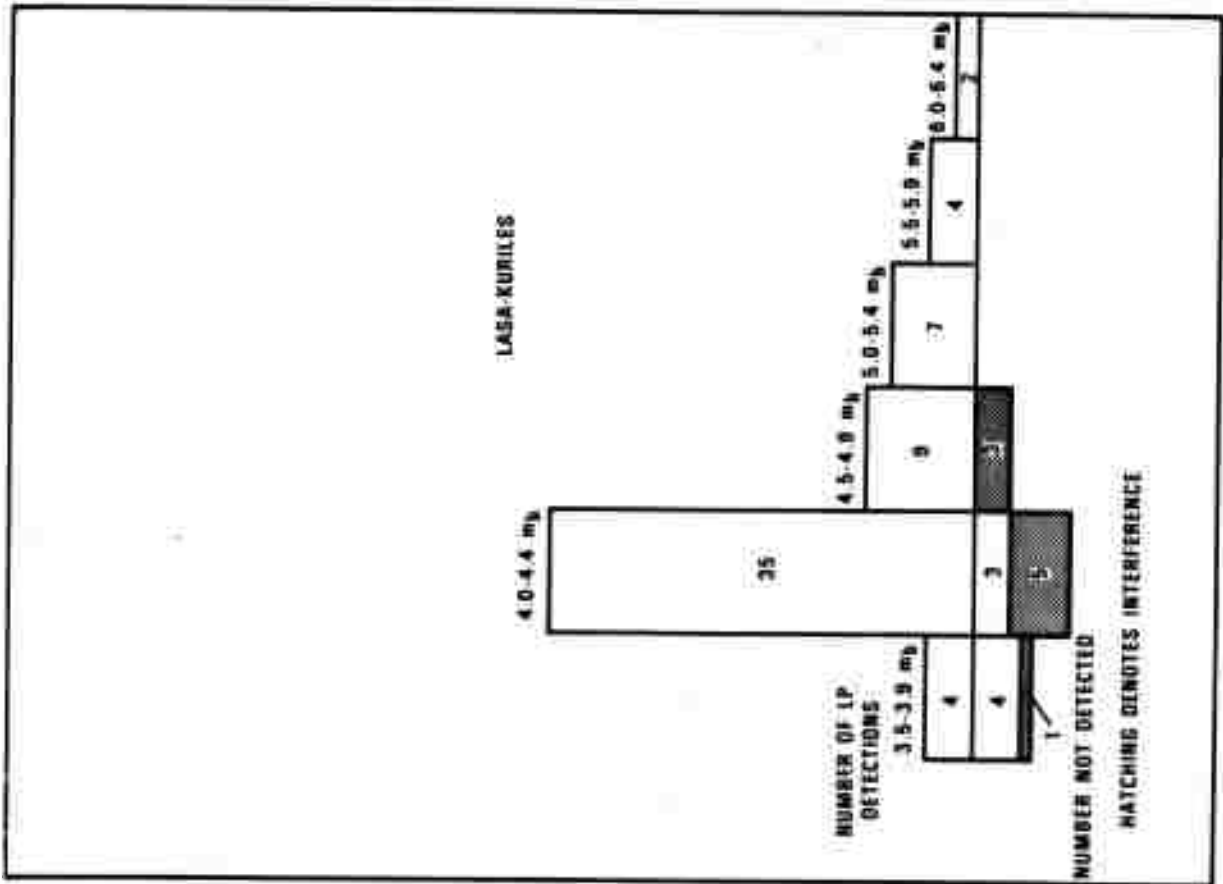 LASA-KURILES
4.0-4.4 mb
35
NUMBER OF LP
DETECTIONS
3.5-3.9 mb
4.5-4.9 mb
5.0-5.4 mb
5.5-5.9 mb
6.0-6.4 mb
4
9
7
4
2
4
3
3
5
1
NUMBER NOT DETECTED
HATCHING DENOTES INTERFERENCE